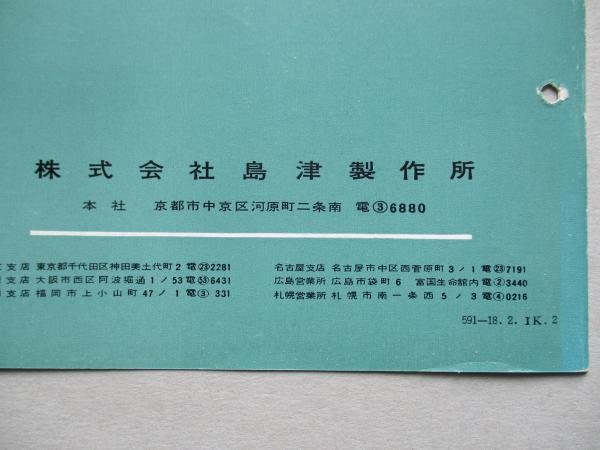 株式会社島津製作所
本社 京都市中京区河原町二条南 電③6880
支店 東京都千代田区神田美土代町2 電㉓2281
支店 大阪市西区阿波堀通1/53電㊼6431
支店 福岡市上小山町47/1 電③331
名古屋支店 名古屋市中区西菅原町3/1電㉓7191
広島営業所 広島市袋町6 富国生命館内電②3440
札幌営業所 札幌市南一条西5/3電④0216
591—18. 2. IK. 2